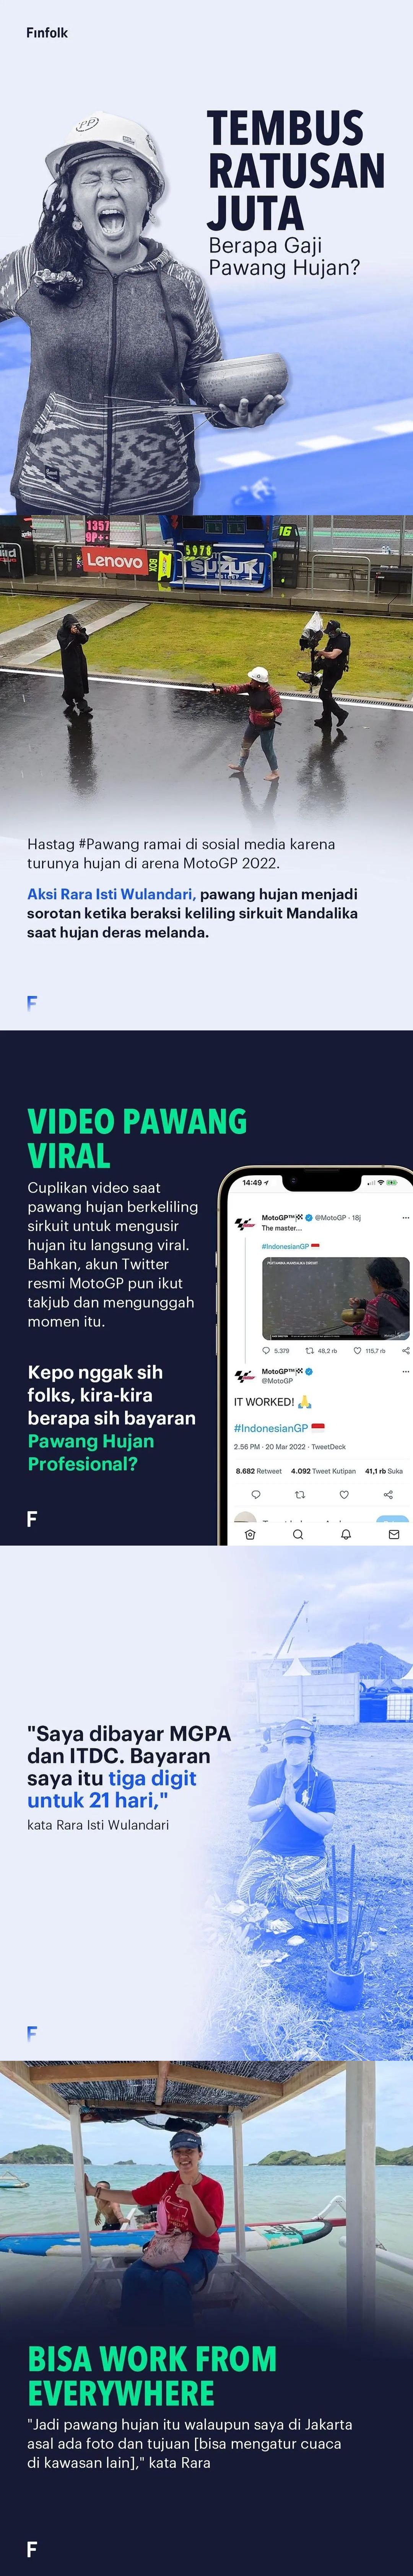 Finfolk
TEMBUS
RATUSAN
JUTA
Berapa Gaji
Pawang Hujan?
1357
9P+
Lenovo
BOX
5978
SUZUKI
16
Hastag #Pawang ramai di sosial media karena
turunya hujan di arena MotoGP 2022.
Aksi Rara Isti Wulandari, pawang hujan menjadi
sorotan ketika beraksi keliling sirkuit Mandalika
saat hujan deras melanda.
F
VIDEO PAWANG
VIRAL
Cuplikan video saat
pawang hujan berkeliling
sirkuit untuk mengusir
hujan itu langsung viral.
Bahkan, akun Twitter
resmi MotoGP pun ikut
takjub dan mengunggah
momen itu.
Kepo nggak sih
folks, kira-kira
berapa sih bayaran
Pawang Hujan
Profesional?
F
14:49
MotoGP™🏁 @MotoGP · 18j
The master...
#IndonesianGP 🇮🇩
5.379 48,2 rb 115,7 rb
MotoGP™🏁
@MotoGP
IT WORKED! 🙏
#IndonesianGP 🇮🇩
2.56 PM · 20 Mar 2022 · TweetDeck
8.682 Retweet 4.092 Tweet Kutipan 41,1 rb Suka
"Saya dibayar MGPA
dan ITDC. Bayaran
saya itu tiga digit
untuk 21 hari,"
kata Rara Isti Wulandari
F
BISA WORK FROM
EVERYWHERE
"Jadi pawang hujan itu walaupun saya di Jakarta
asal ada foto dan tujuan [bisa mengatur cuaca
di kawasan lain]," kata Rara
F